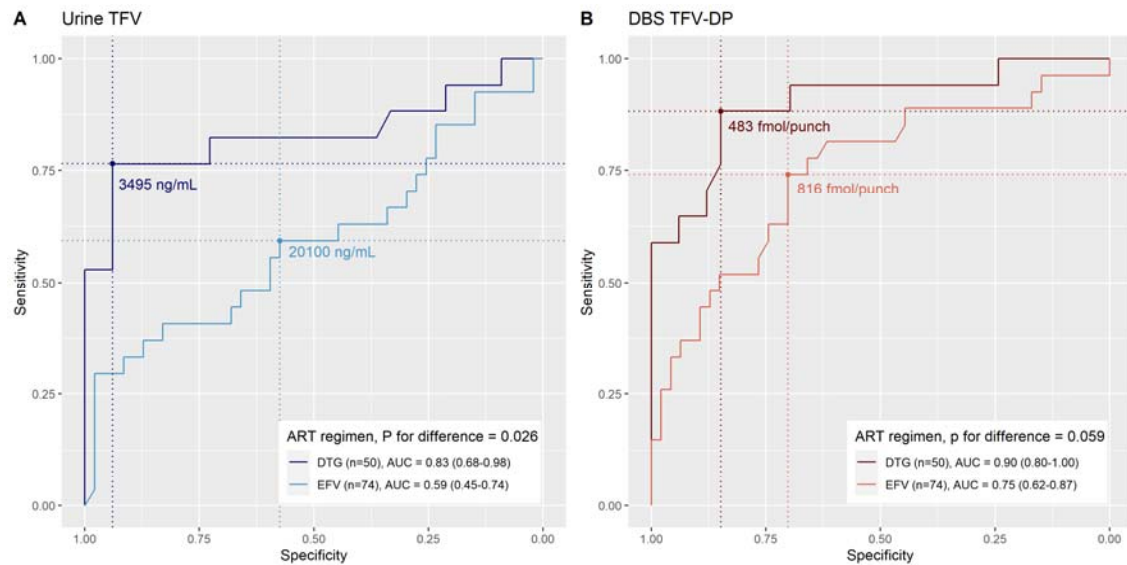 A Urine TFV
1.00
0.75
0.50
0.25
0.00
Sensitivity
3495 ng/mL
20100 ng/mL
ART regimen, P for difference = 0.026
DTG (n=50), AUC = 0.83 (0.68-0.98)
EFV (n=74), AUC = 0.59 (0.45-0.74)
1.00 0.75 0.50 0.25 0.00
Specificity
B DBS TFV-DP
1.00
0.75
0.50
0.25
0.00
Sensitivity
483 fmol/punch
816 fmol/punch
ART regimen, p for difference = 0.059
DTG (n=50), AUC = 0.90 (0.80-1.00)
EFV (n=74), AUC = 0.75 (0.62-0.87)
1.00 0.75 0.50 0.25 0.00
Specificity